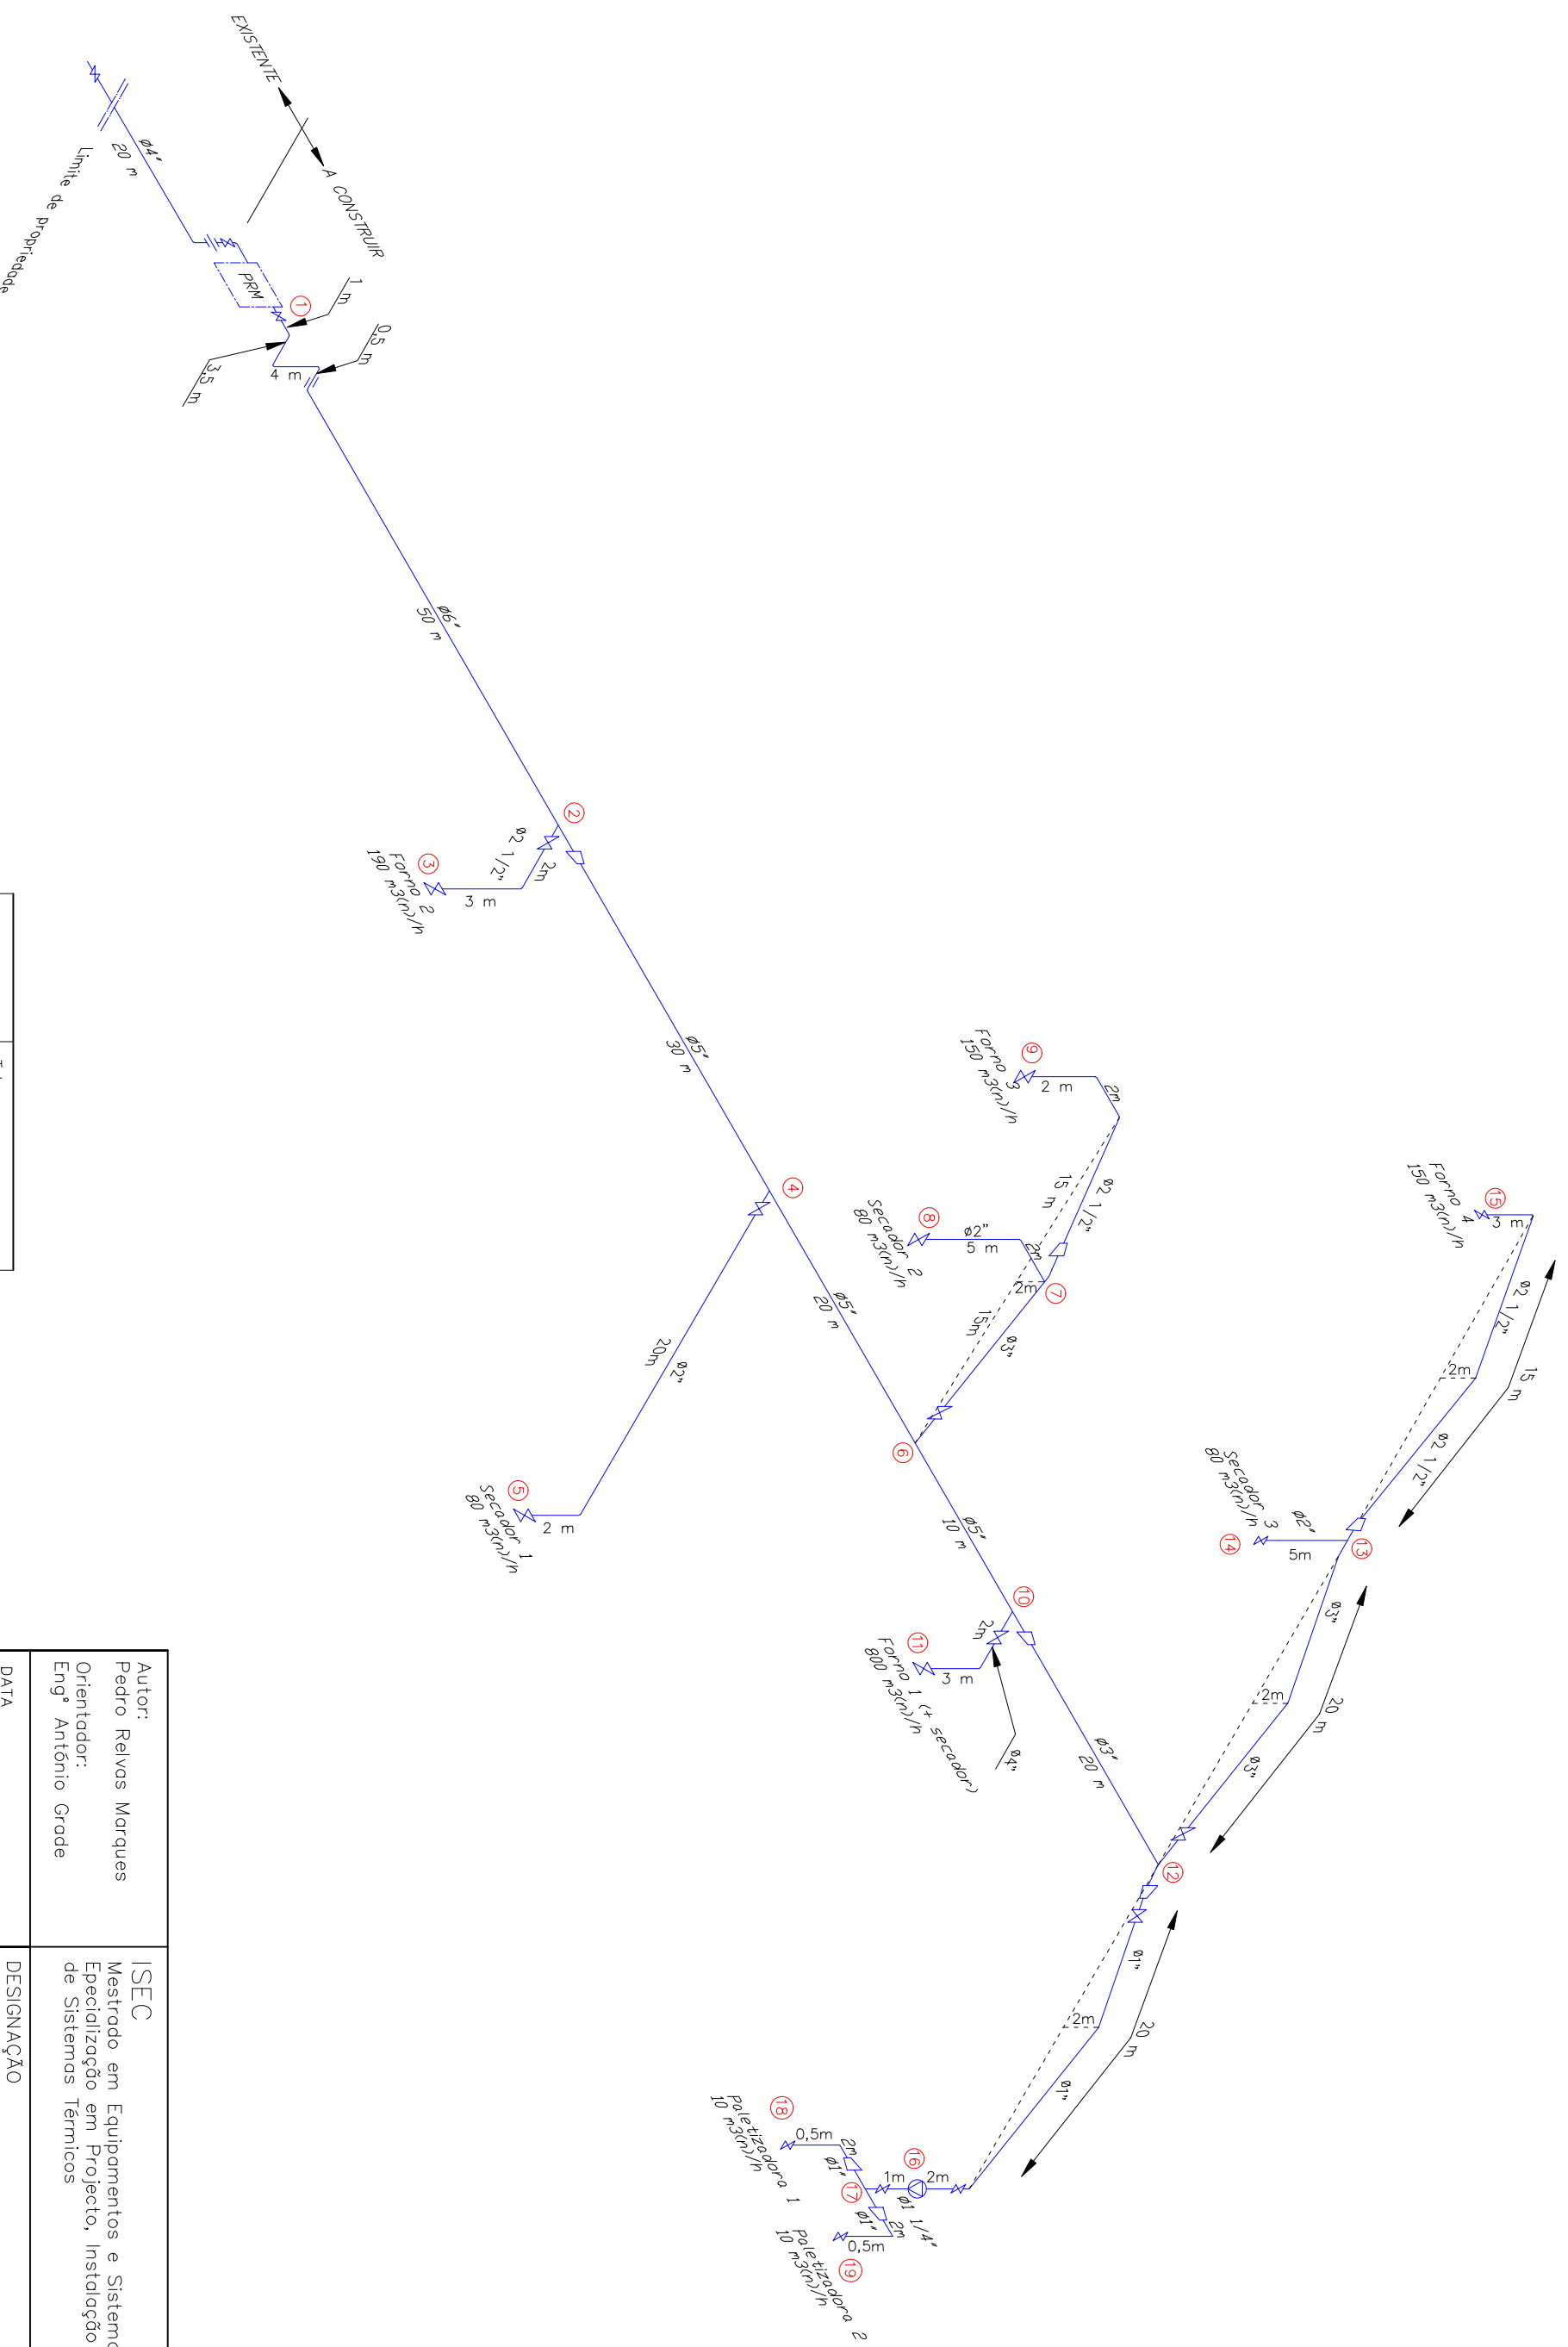 EXISTENTE
A CONSTRUIR
ø4"
20 m
Limite de propriedade
PRM
1
1 m
3,5 m
4 m
0,5 m
ø6"
50 m
2
ø2 1/2"
2m
3 m
3
Forno 2
190 m3(n)/h
ø5"
30 m
4
20m
ø2"
2 m
5
Secador 1
80 m3(n)/h
ø5"
20 m
6
ø3"
15m
2m
7
2m
ø2"
5 m
8
Secador 2
80 m3(n)/h
ø2 1/2"
15 m
2m
2 m
9
Forno 3
150 m3(n)/h
ø5"
10 m
10
2m
ø4"
3 m
11
Forno 1 (+ secador)
800 m3(n)/h
ø3"
20 m
12
ø3"
2m
ø3"
20 m
13
ø2"
5m
14
Secador 3
80 m3(n)/h
ø2 1/2"
2m
ø2 1/2"
15 m
3 m
15
Forno 4
150 m3(n)/h
ø1"
2m
ø1"
20 m
2m
16
1m
ø1 1/4"
17
2m
ø1"
0,5m
18
Paletizadora 1
10 m3(n)/h
2m
ø1"
0,5m
19
Paletizadora 2
10 m3(n)/h
Autor:
Pedro Relvas Marques
Orientador:
Engº António Grade
DATA
ISEC
Mestrado em Equipamentos e
Epecialização em Projecto, Instalação
de Sistemas Térmicos
DESIGNAÇÃO